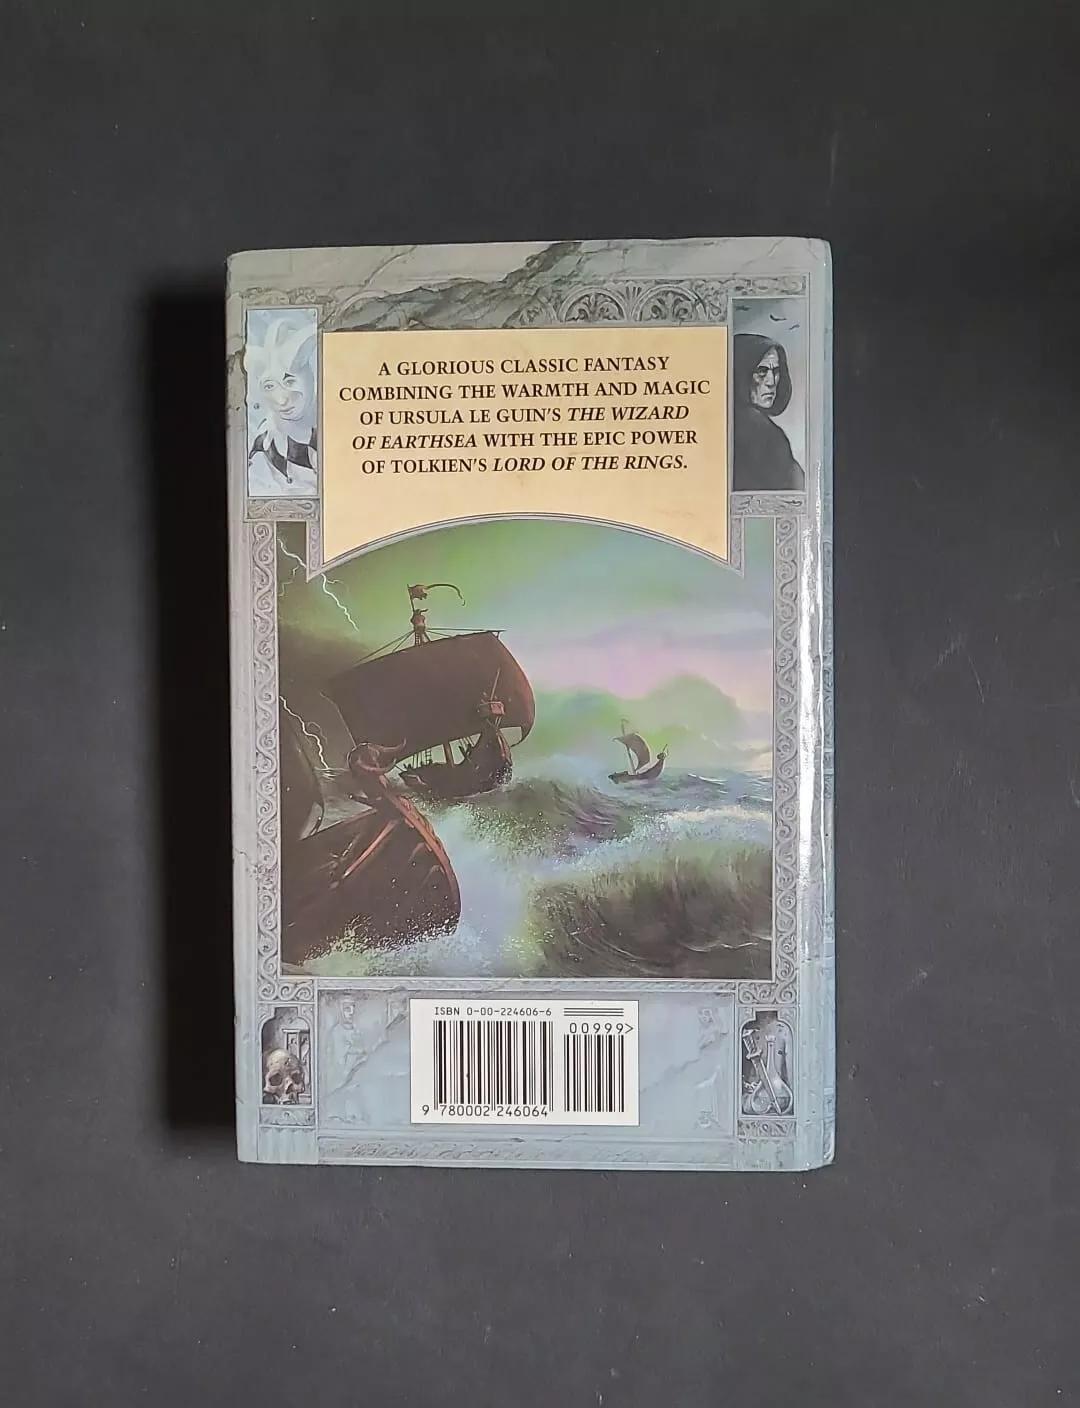 A GLORIOUS CLASSIC FANTASY
COMBINING THE WARMTH AND MAGIC
OF URSULA LE GUIN'S THE WIZARD
OF EARTHSEA WITH THE EPIC POWER
OF TOLKIEN'S LORD OF THE RINGS.
ISBN 0-00-224606-6
00999>
9 780002 246064